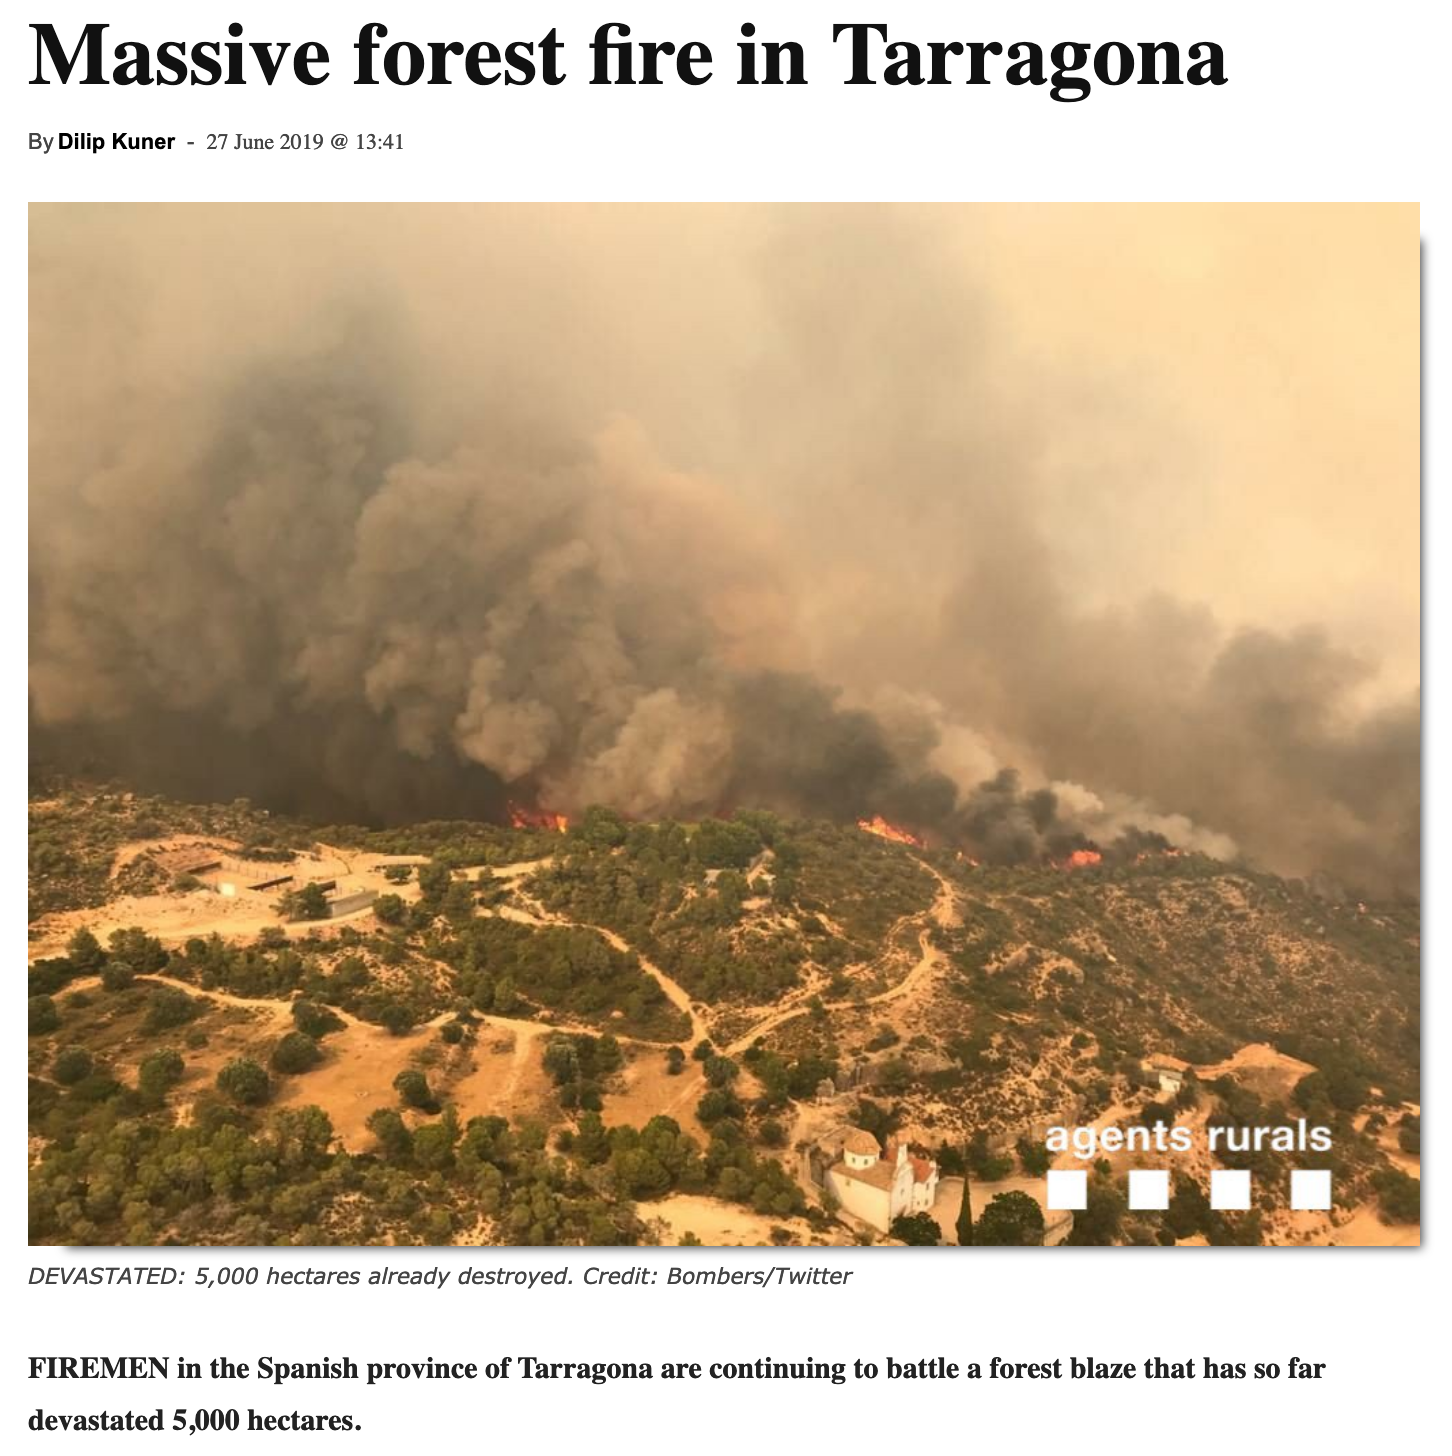 Massive forest fire in Tarragona
By Dilip Kuner - 27 June 2019 @ 13:41
agents rurals
DEVASTATED: 5,000 hectares already destroyed. Credit: Bombers/Twitter
FIREMEN in the Spanish province of Tarragona are continuing to battle a forest blaze that has so far
devastated 5,000 hectares.